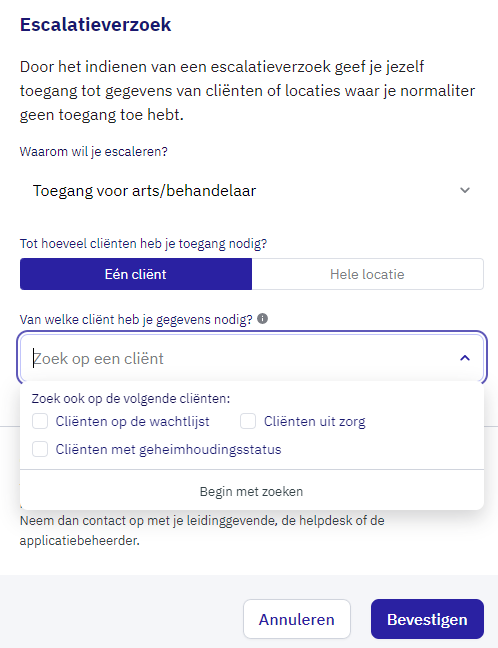 Escalatieverzoek
Door het indienen van een escalatieverzoek geef je jezelf
toegang tot gegevens van cliënten of locaties waar je normaliter
geen toegang toe hebt.
Waarom wil je escaleren?
Toegang voor arts/behandelaar
Tot hoeveel cliënten heb je toegang nodig?
Eén cliënt
Hele locatie
Van welke cliënt heb je gegevens nodig?
Zoek op een cliënt
Zoek ook op de volgende cliënten:
Cliënten op de wachtlijst
Cliënten uit zorg
Cliënten met geheimhoudingsstatus
Begin met zoeken
Neem dan contact op met je leidinggevende, de helpdesk of de
applicatiebeheerder.
Annuleren
Bevestigen